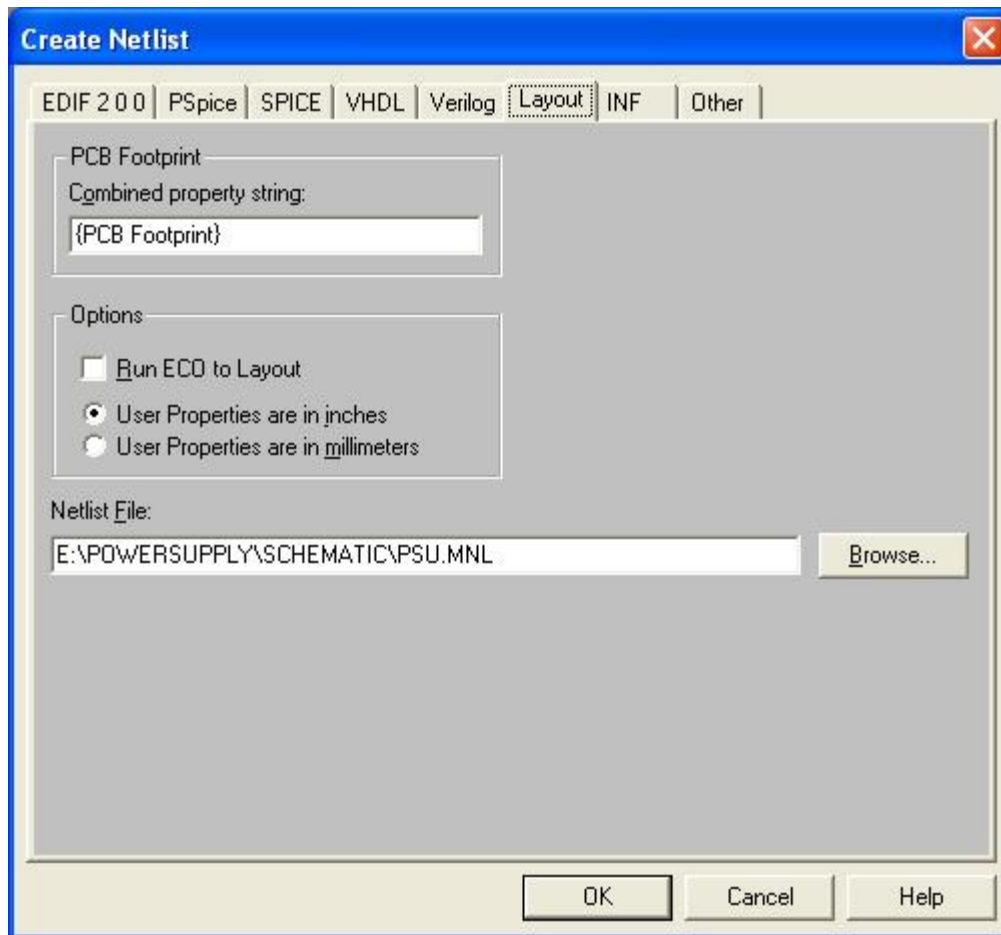 Create Netlist
EDIF 2 0 0 PSpice SPICE VHDL Verilog Layout INF Other
PCB Footprint
Combined property string:
{PCB Footprint}
Options
Run ECO to Layout
User Properties are in inches
User Properties are in millimeters
Netlist File:
E:\POWERSUPPLY\SCHEMATIC\PSU.MNL
Browse...
OK Cancel Help